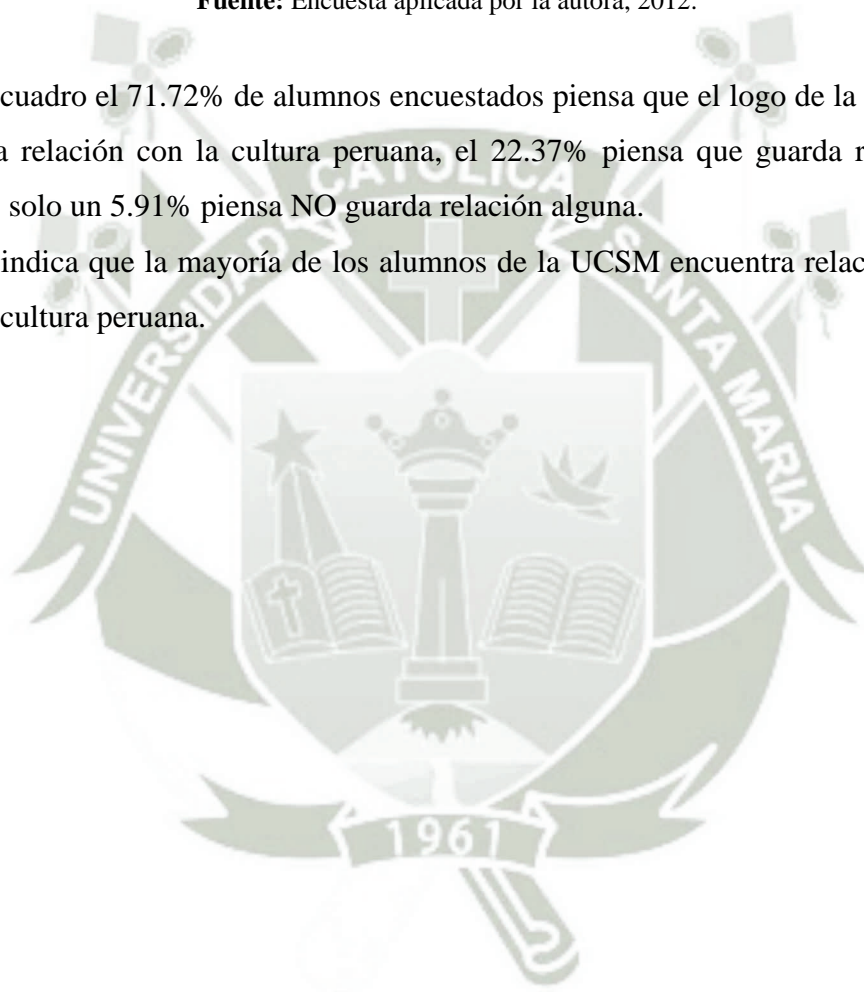 Fuente: Encuesta aplicada por la autora, 2012.
cuadro el 71.72% de alumnos encuestados piensa que el logo de la
a relación con la cultura peruana, el 22.37% piensa que guarda r
solo un 5.91% piensa NO guarda relación alguna.
indica que la mayoría de los alumnos de la UCSM encuentra relac
cultura peruana.
UNIVERSIDAD CATOLICA SANTA MARIA
1961